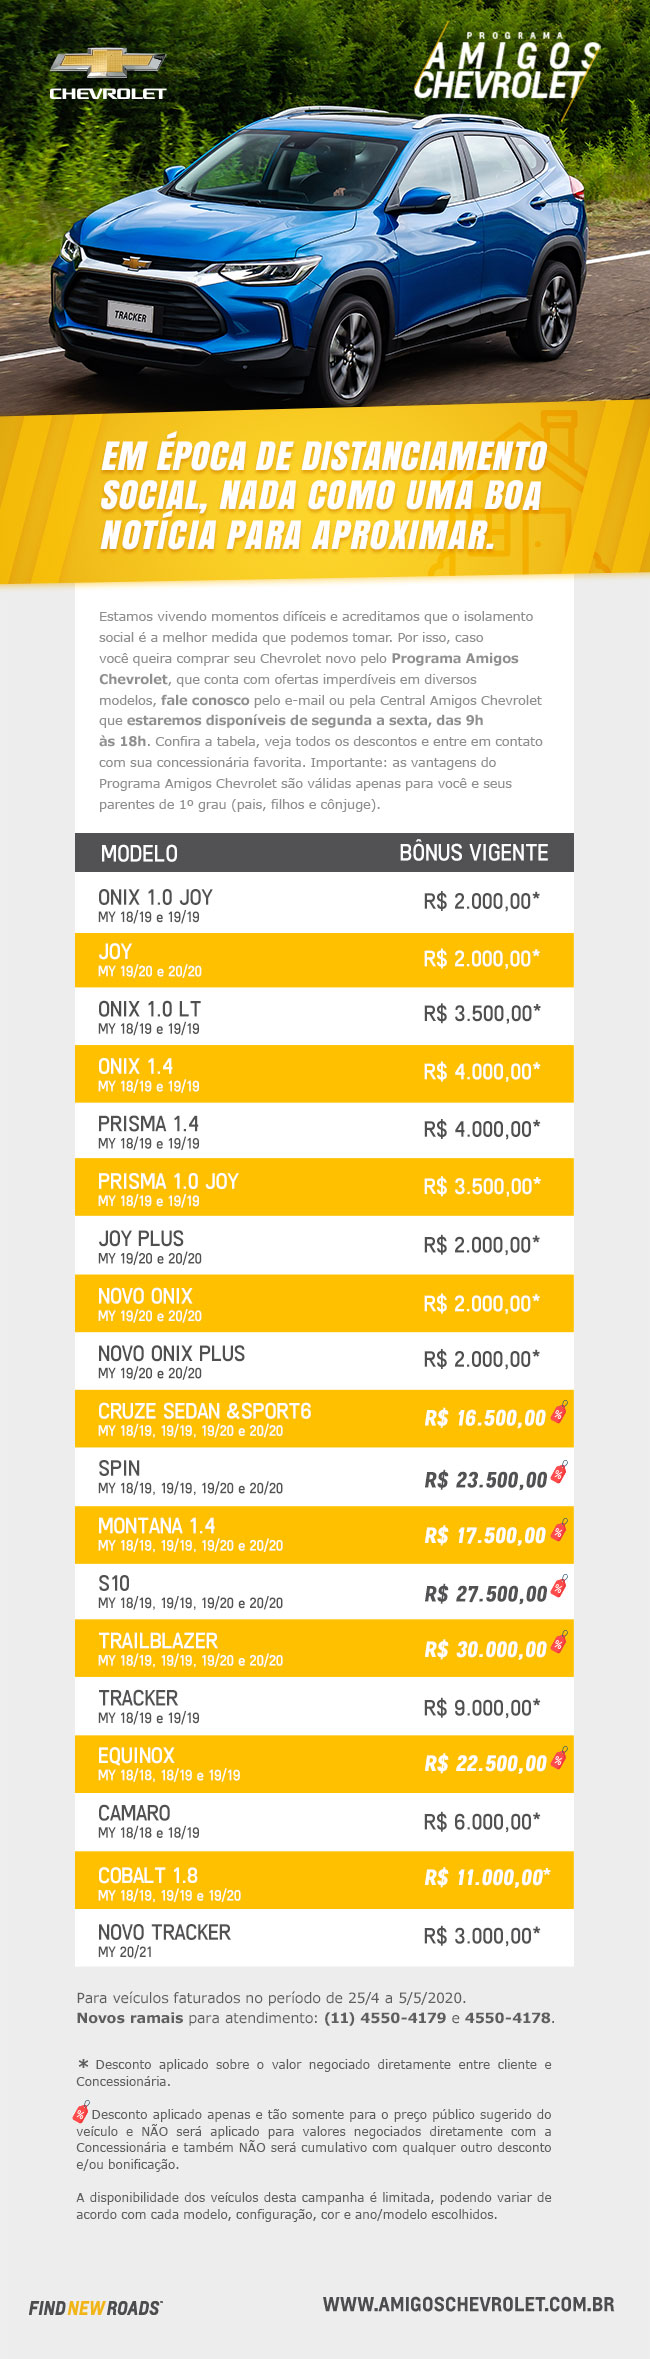 CHEVROLET
PROGRAMA
AMIGOS
CHEVROLET
TRACKER
EM ÉPOCA DE DISTANCIAMENTO
SOCIAL, NADA COMO UMA BOA
NOTÍCIA PARA APROXIMAR.
Estamos vivendo momentos difíceis e acreditamos que o isolamento
social é a melhor medida que podemos tomar. Por isso, caso
você queira comprar seu Chevrolet novo pelo Programa Amigos
Chevrolet, que conta com ofertas imperdíveis em diversos
modelos, fale conosco pelo e-mail ou pela Central Amigos Chevrolet
que estaremos disponíveis de segunda a sexta, das 9h
às 18h. Confira a tabela, veja todos os descontos e entre em contato
com sua concessionária favorita. Importante: as vantagens do
Programa Amigos Chevrolet são válidas apenas para você e seus
parentes de 1º grau (pais, filhos e cônjuge).
MODELO BÔNUS VIGENTE
ONIX 1.0 JOY R$ 2.000,00*
MY 18/19 e 19/19
JOY R$ 2.000,00*
MY 19/20 e 20/20
ONIX 1.0 LT R$ 3.500,00*
MY 18/19 e 19/19
ONIX 1.4 R$ 4.000,00*
MY 18/19 e 19/19
PRISMA 1.4 R$ 4.000,00*
MY 18/19 e 19/19
PRISMA 1.0 JOY R$ 3.500,00*
MY 18/19 e 19/19
JOY PLUS R$ 2.000,00*
MY 19/20 e 20/20
NOVO ONIX R$ 2.000,00*
MY 19/20 e 20/20
NOVO ONIX PLUS R$ 2.000,00*
MY 19/20 e 20/20
CRUZE SEDAN &SPORT6 R$ 16.500,00 %
MY 18/19, 19/19, 19/20 e 20/20
SPIN R$ 23.500,00 %
MY 18/19, 19/19, 19/20 e 20/20
MONTANA 1.4 R$ 17.500,00 %
MY 18/19, 19/19, 19/20 e 20/20
S10 R$ 27.500,00 %
MY 18/19, 19/19, 19/20 e 20/20
TRAILBLAZER R$ 30.000,00 %
MY 18/19, 19/19, 19/20 e 20/20
TRACKER R$ 9.000,00*
MY 18/19 e 19/19
EQUINOX R$ 22.500,00 %
MY 18/18, 18/19 e 19/19
CAMARO R$ 6.000,00*
MY 18/18 e 18/19
COBALT 1.8 R$ 11.000,00*
MY 18/19, 19/19 e 19/20
NOVO TRACKER R$ 3.000,00*
MY 20/21
Para veículos faturados no período de 25/4 a 5/5/2020.
Novos ramais para atendimento: (11) 4550-4179 e 4550-4178.
* Desconto aplicado sobre o valor negociado diretamente entre cliente e
Concessionária.
% Desconto aplicado apenas e tão somente para o preço público sugerido do
veículo e NÃO será aplicado para valores negociados diretamente com a
Concessionária e também NÃO será cumulativo com qualquer outro desconto
e/ou bonificação.
A disponibilidade dos veículos desta campanha é limitada, podendo variar de
acordo com cada modelo, configuração, cor e ano/modelo escolhidos.
FIND NEW ROADS WWW.AMIGOSCHEVROLET.COM.BR